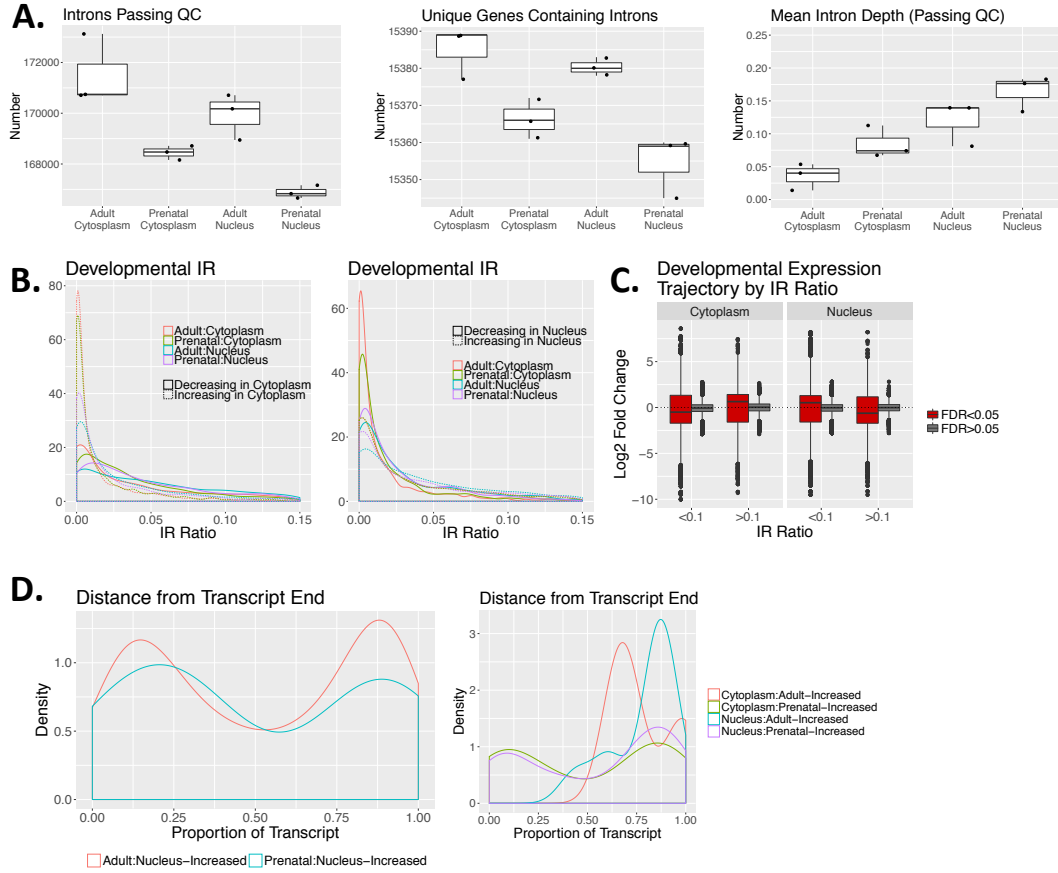 A.
Introns Passing QC
Number
172000
170000
168000
Adult
Cytoplasm
Prenatal
Cytoplasm
Adult
Nucleus
Prenatal
Nucleus
Unique Genes Containing Introns
Number
15390
15380
15370
15360
15350
Adult
Cytoplasm
Prenatal
Cytoplasm
Adult
Nucleus
Prenatal
Nucleus
Mean Intron Depth (Passing QC)
Number
0.25
0.20
0.15
0.10
0.05
0.00
Adult
Cytoplasm
Prenatal
Cytoplasm
Adult
Nucleus
Prenatal
Nucleus
B.
Developmental IR
80
60
40
20
0
Adult:Cytoplasm
Prenatal:Cytoplasm
Adult:Nucleus
Prenatal:Nucleus
Decreasing in Cytoplasm
Increasing in Cytoplasm
0.00
0.05
0.10
0.15
IR Ratio
Developmental IR
60
40
20
0
Decreasing in Nucleus
Increasing in Nucleus
Adult:Cytoplasm
Prenatal:Cytoplasm
Adult:Nucleus
Prenatal:Nucleus
0.00
0.05
0.10
0.15
IR Ratio
C.
Developmental Expression
Trajectory by IR Ratio
Cytoplasm
Nucleus
Log2 Fold Change
5
0
−5
−10
<0.1
>0.1
<0.1
>0.1
IR Ratio
FDR<0.05
FDR>0.05
D.
Distance from Transcript End
Density
1.0
0.5
0.0
0.00
0.25
0.50
0.75
1.00
Proportion of Transcript
Adult:Nucleus−Increased
Prenatal:Nucleus−Increased
Distance from Transcript End
Density
3
2
1
0
0.00
0.25
0.50
0.75
1.00
Proportion of Transcript
Cytoplasm:Adult−Increased
Cytoplasm:Prenatal−Increased
Nucleus:Adult−Increased
Nucleus:Prenatal−Increased